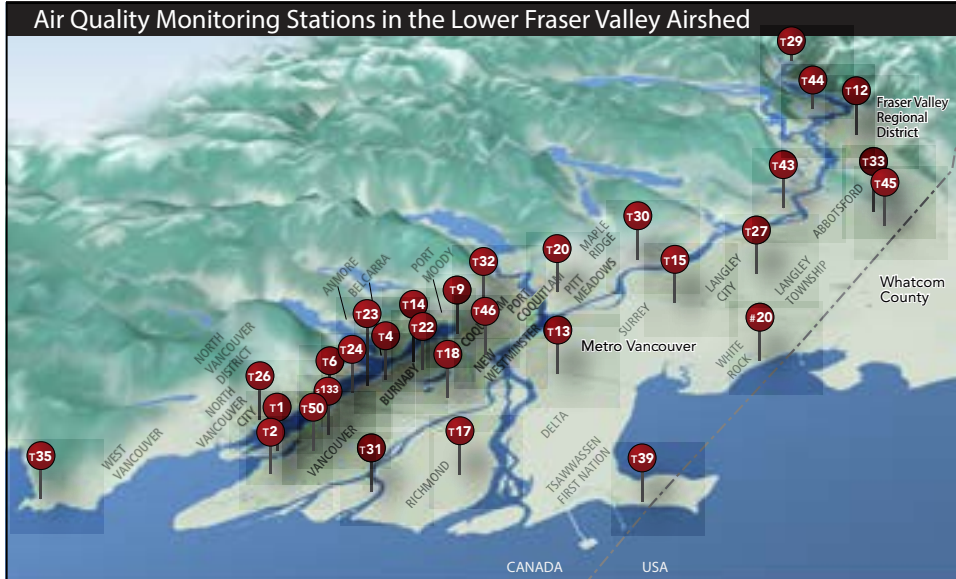 Air Quality Monitoring Stations in the Lower Fraser Valley Airshed
T29
T44
T12
Fraser Valley
Regional
District
T43
T33
T45
T30
T27
ABBOTSFORD
T20
MAPLE
RIDGE
T15
T32
PORT
MOODY
ANMORE
BELCARRA
T9
PORT
COQUITLAM
PITT
MEADOWS
LANGLEY
CITY
LANGLEY
TOWNSHIP
Whatcom
County
T14
T23
T46
T22
T4
T13
SURREY
#20
Metro Vancouver
NORTH
VANCOUVER
DISTRICT
T24
T6
T18
NEW
WESTMINSTER
WHITE
ROCK
T26
BURNABY
NORTH
VANCOUVER
CITY
T1
T50
T2
T31
T17
VANCOUVER
WEST
VANCOUVER
T35
RICHMOND
DELTA
T39
TSAWWASSEN
FIRST NATION
CANADA
USA